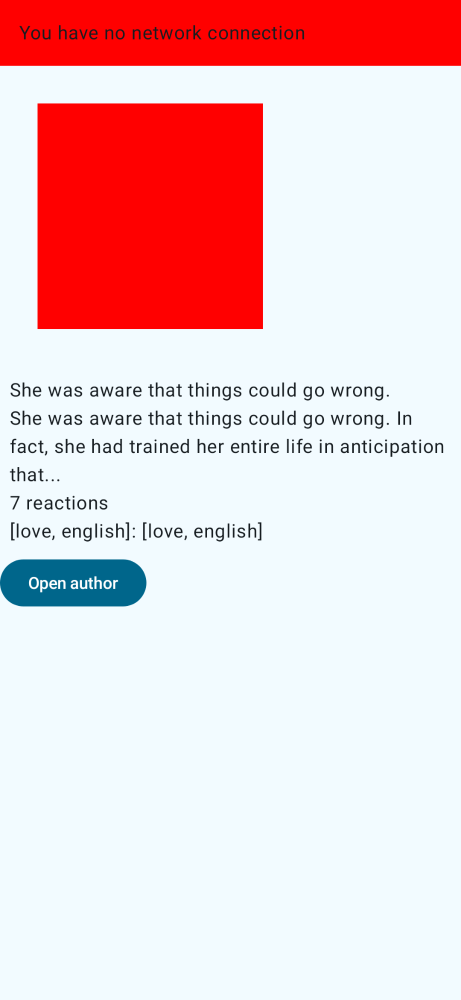 You have no network connection
She was aware that things could go wrong.
She was aware that things could go wrong. In
fact, she had trained her entire life in anticipation
that...
7 reactions
[love, english]: [love, english]
Open author